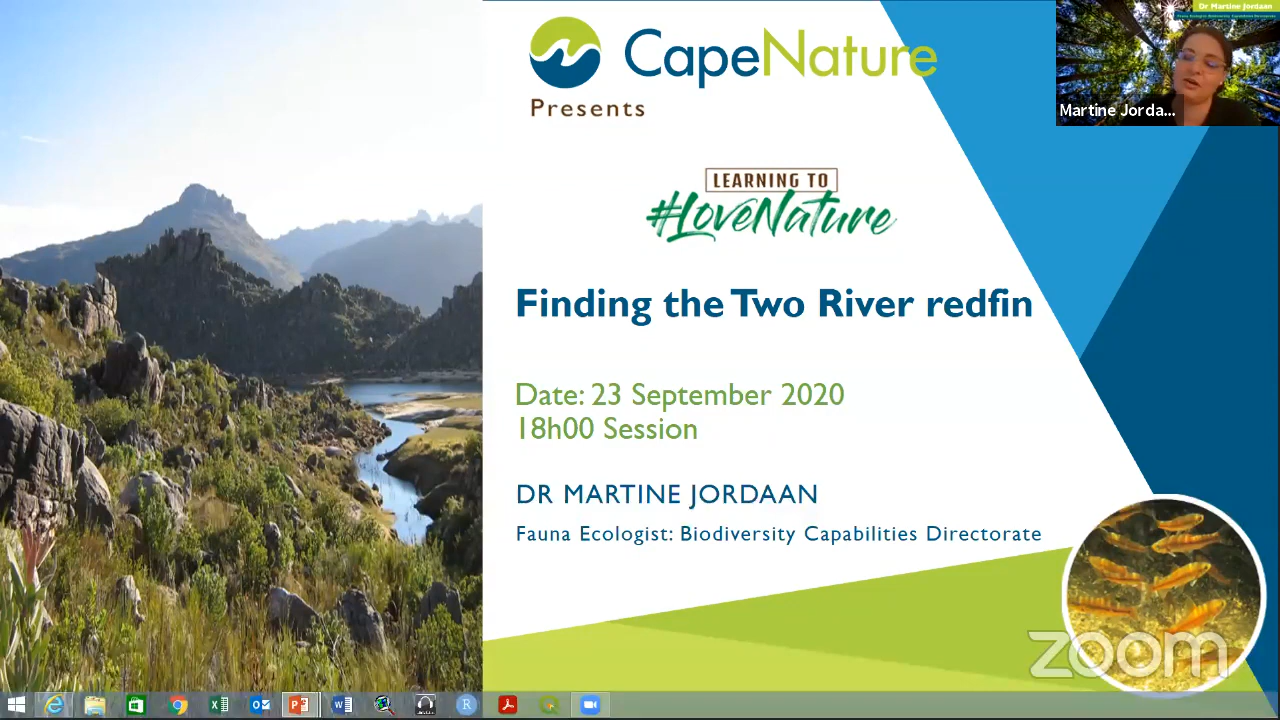 CapeNature
Presents
LEARNING TO
#LoveNature
Finding the Two River redfin
Date: 23 September 2020
18h00 Session
DR MARTINE JORDAAN
Fauna Ecologist: Biodiversity Capabilities Directorate
Dr Martine Jordaan
Martine Jorda...
zoom